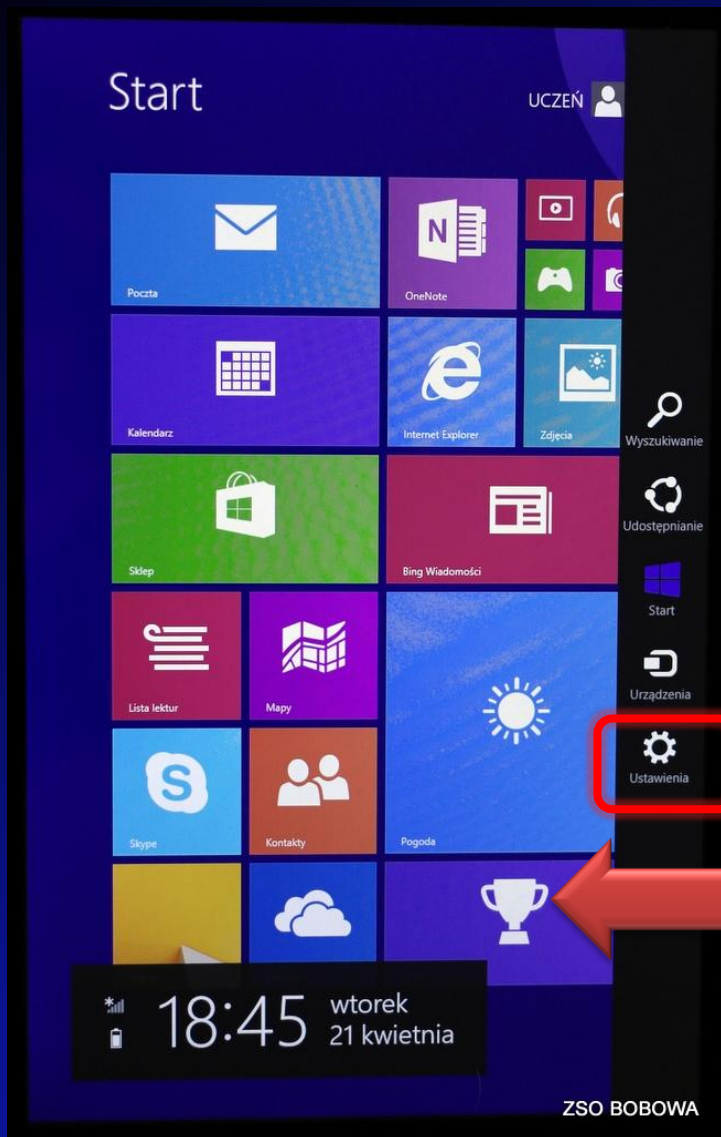 Start
UCZEŃ
Poczta
OneNote
Kalendarz
Internet Explorer
Zdjęcia
Wyszukiwanie
Sklep
Bing Wiadomości
Udostępnianie
Start
Lista lektur
Mapy
Urządzenia
Skype
Kontakty
Pogoda
Ustawienia
18:45
wtorek
21 kwietnia
ZSO BOBOWA